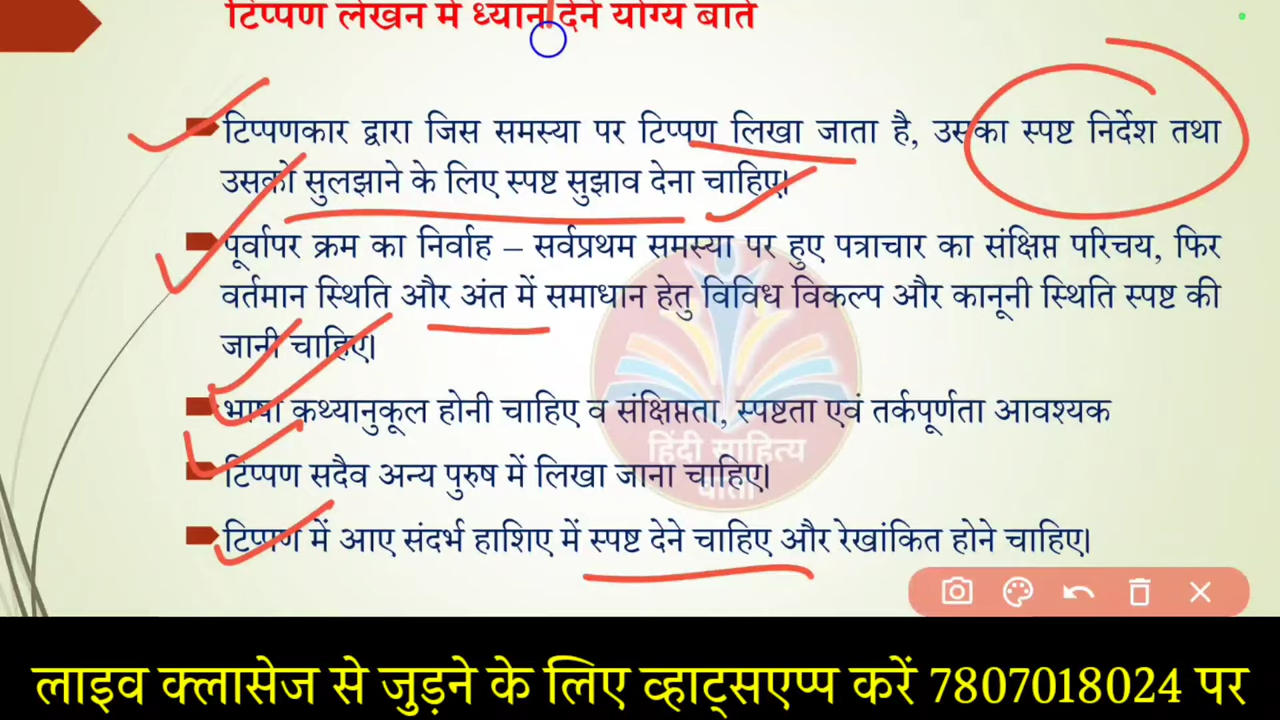 टिप्पण लेखन में ध्यान देने योग्य बातें
टिप्पणकार द्वारा जिस समस्या पर टिप्पण लिखा जाता है, उसका स्पष्ट निर्देश तथा
उसको सुलझाने के लिए स्पष्ट सुझाव देना चाहिए।
पूर्वापर क्रम का निर्वाह – सर्वप्रथम समस्या पर हुए पत्राचार का संक्षिप्त परिचय, फिर
वर्तमान स्थिति और अंत में समाधान हेतु विविध विकल्प और कानूनी स्थिति स्पष्ट की
जानी चाहिए।
भाषा कथ्यानुकूल होनी चाहिए व संक्षिप्तता, स्पष्टता एवं तर्कपूर्णता आवश्यक
टिप्पण सदैव अन्य पुरुष में लिखा जाना चाहिए।
टिप्पण में आए संदर्भ हाशिए में स्पष्ट देने चाहिए और रेखांकित होने चाहिए।
हिंदी साहित्य
वार्ता
लाइव क्लासेज से जुड़ने के लिए व्हाट्सएप्प करें 7807018024 पर